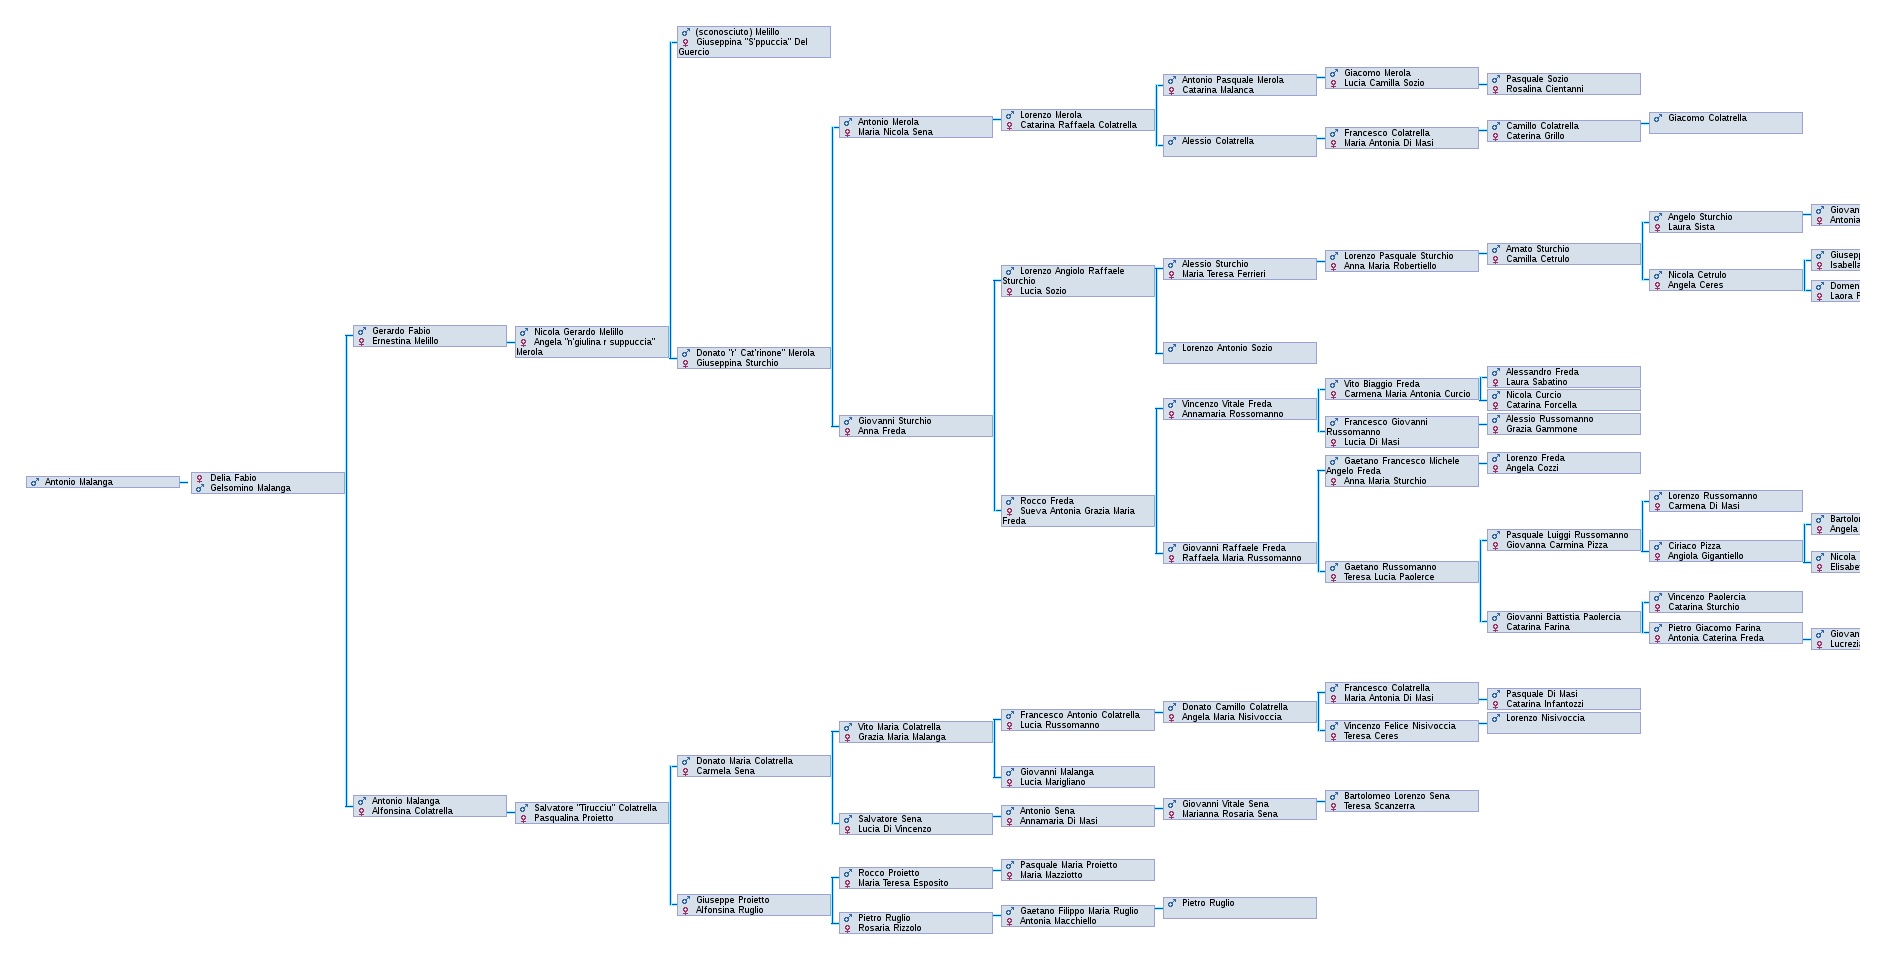 Antonio Malanga
Delia Fabio
Gelsomino Malanga
Gerardo Fabio
Ernestina Melillo
Antonio Malanga
Alfonsina Colatrella
Nicola Gerardo Melillo
Angela "n'giulina r suppuccia"
Merola
Salvatore "Tirucciu" Colatrella
Pasqualina Proietto
(sconosciuto) Melillo
Giuseppina "S'ppuccia" Del
Guercio
Donato "r' Cat'rinone" Merola
Giuseppina Sturchio
Donato Maria Colatrella
Carmela Sena
Giuseppe Proietto
Alfonsina Ruglio
Antonio Merola
Maria Nicola Sena
Giovanni Sturchio
Anna Freda
Vito Maria Colatrella
Grazia Maria Malanga
Salvatore Sena
Lucia Di Vincenzo
Rocco Proietto
Maria Teresa Esposito
Pietro Ruglio
Rosaria Rizzolo
Lorenzo Merola
Catarina Raffaela Colatrella
Lorenzo Angiolo Raffaele
Sturchio
Lucia Sozio
Rocco Freda
Sueva Antonia Grazia Maria
Freda
Francesco Antonio Colatrella
Lucia Russomanno
Giovanni Malanga
Lucia Marigliano
Antonio Sena
Annamaria Di Masi
Pasquale Maria Proietto
Maria Mazziotto
Gaetano Filippo Maria Ruglio
Antonia Macchiello
Antonio Pasquale Merola
Catarina Malanca
Alessio Colatrella
Alessio Sturchio
Maria Teresa Ferrieri
Lorenzo Antonio Sozio
Vincenzo Vitale Freda
Annamaria Rossomanno
Giovanni Raffaele Freda
Raffaela Maria Russomanno
Donato Camillo Colatrella
Angela Maria Nisivoccia
Giovanni Vitale Sena
Marianna Rosaria Sena
Pietro Ruglio
Giacomo Merola
Lucia Camilla Sozio
Francesco Colatrella
Maria Antonia Di Masi
Lorenzo Pasquale Sturchio
Anna Maria Robertiello
Vito Biaggio Freda
Carmena Maria Antonia Curcio
Francesco Giovanni
Russomanno
Lucia Di Masi
Gaetano Francesco Michele
Angelo Freda
Anna Maria Sturchio
Gaetano Russomanno
Teresa Lucia Paolerce
Francesco Colatrella
Maria Antonia Di Masi
Vincenzo Felice Nisivoccia
Teresa Ceres
Bartolomeo Lorenzo Sena
Teresa Scanzerra
Pasquale Sozio
Rosalina Cientanni
Camillo Colatrella
Caterina Grillo
Amato Sturchio
Camilla Cetrulo
Alessandro Freda
Laura Sabatino
Nicola Curcio
Catarina Forcella
Alessio Russomanno
Grazia Gammone
Lorenzo Freda
Angela Cozzi
Pasquale Luiggi Russomanno
Giovanna Carmina Pizza
Giovanni Battistia Paolercia
Catarina Farina
Pasquale Di Masi
Catarina Infantozzi
Lorenzo Nisivoccia
Giacomo Colatrella
Angelo Sturchio
Laura Sista
Nicola Cetrulo
Angela Ceres
Lorenzo Russomanno
Carmena Di Masi
Ciriaco Pizza
Angiola Gigantiello
Vincenzo Paolercia
Catarina Sturchio
Pietro Giacomo Farina
Antonia Caterina Freda
Giovan
Antonia
Giusepp
Isabella
Domen
Laora
Bartolo
Angela
Nicola
Elisabe
Giovan
Lucrezi